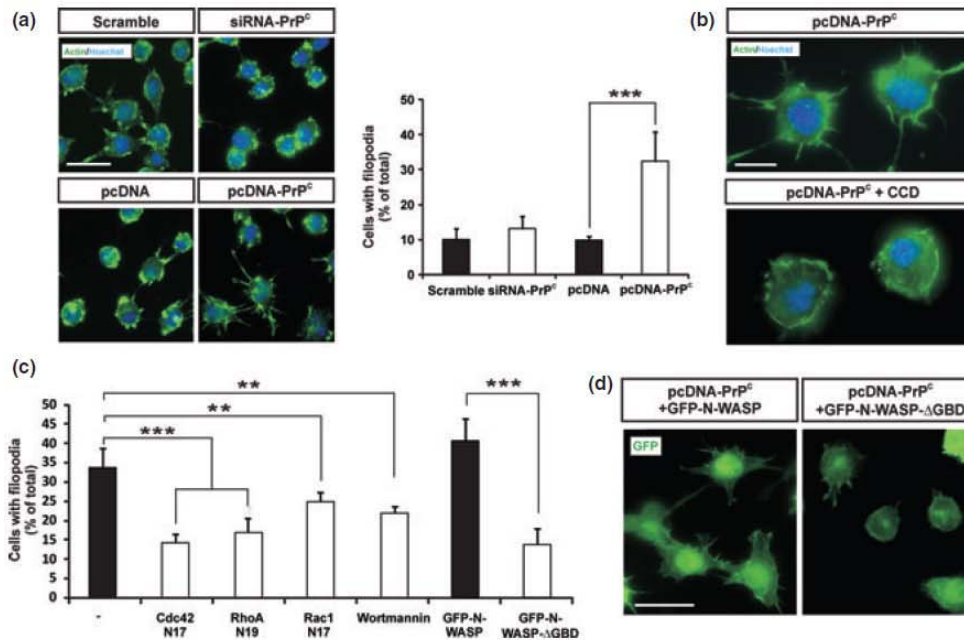 (a)
Scramble
siRNA-PrPᶜ
Actin/Hoechst
pcDNA
pcDNA-PrPᶜ
Cells with filopodia
(% of total)
50
40
30
20
10
0
***
Scramble siRNA-PrPᶜ pcDNA pcDNA-PrPᶜ
(b)
pcDNA-PrPᶜ
Actin/Hoechst
pcDNA-PrPᶜ + CCD
(c)
Cells with filopodia
(% of total)
50
45
40
35
30
25
20
15
10
5
0
**
**
***
***
- Cdc42 RhoA Rac1 Wortmannin GFP-N- GFP-N-
N17 N19 N17 WASP WASP-ΔGBD
(d)
pcDNA-PrPᶜ
+GFP-N-WASP
pcDNA-PrPᶜ
+GFP-N-WASP-ΔGBD
GFP